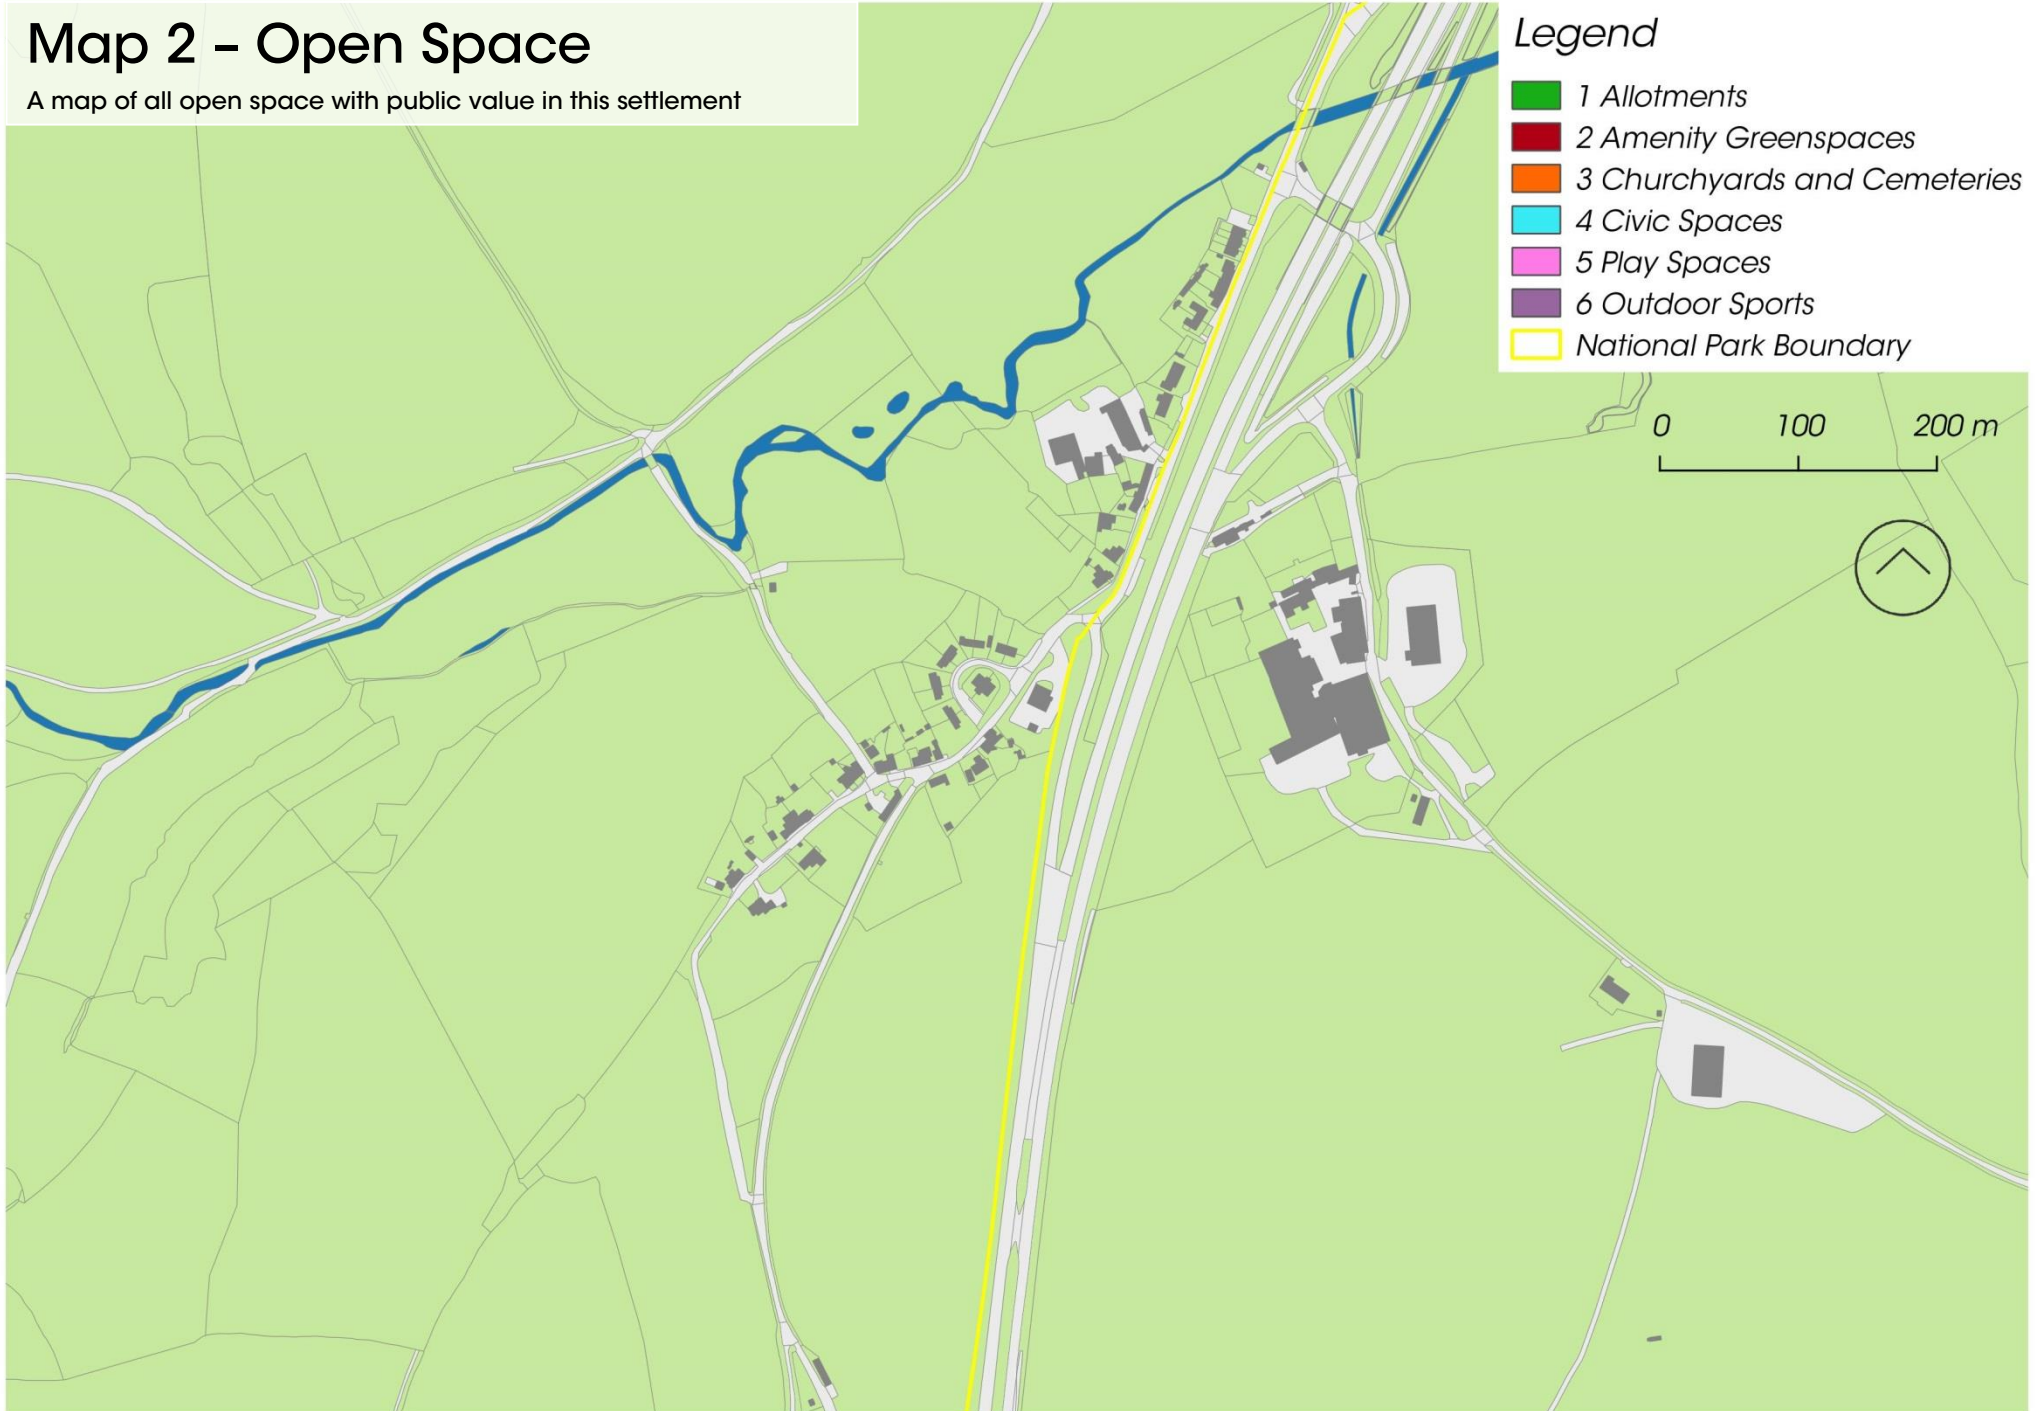 Map 2 – Open Space
A map of all open space with public value in this settlement
Legend
1 Allotments
2 Amenity Greenspaces
3 Churchyards and Cemeteries
4 Civic Spaces
5 Play Spaces
6 Outdoor Sports
National Park Boundary
0 100 200 m